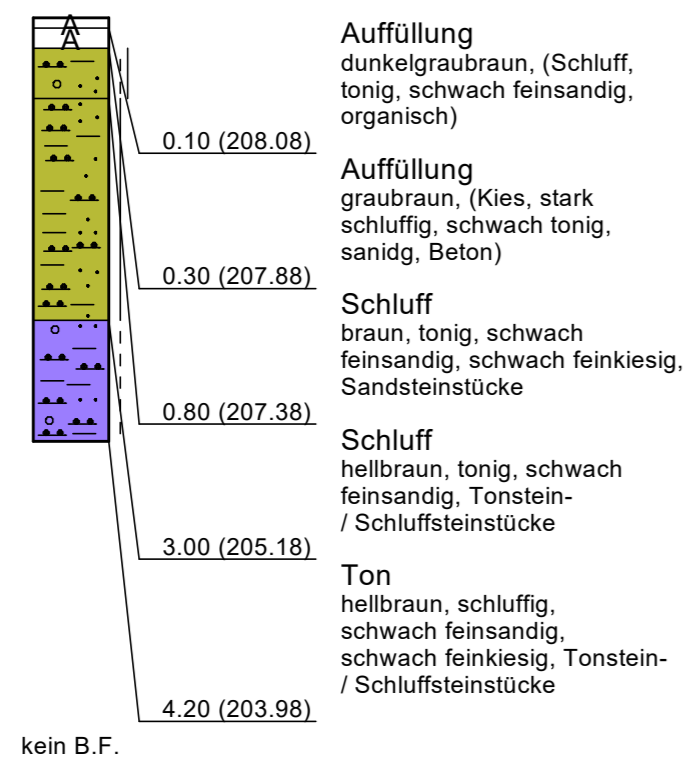 A
A
Auffüllung
dunkelgraubraun, (Schluff,
tonig, schwach feinsandig,
organisch)
0.10 (208.08)
Auffüllung
graubraun, (Kies, stark
schluffig, schwach tonig,
sanidg, Beton)
0.30 (207.88)
Schluff
braun, tonig, schwach
feinsandig, schwach feinkiesig,
Sandsteinstücke
0.80 (207.38)
Schluff
hellbraun, tonig, schwach
feinsandig, Tonstein-
/ Schluffsteinstücke
3.00 (205.18)
Ton
hellbraun, schluffig,
schwach feinsandig,
schwach feinkiesig, Tonstein-
/ Schluffsteinstücke
4.20 (203.98)
kein B.F.